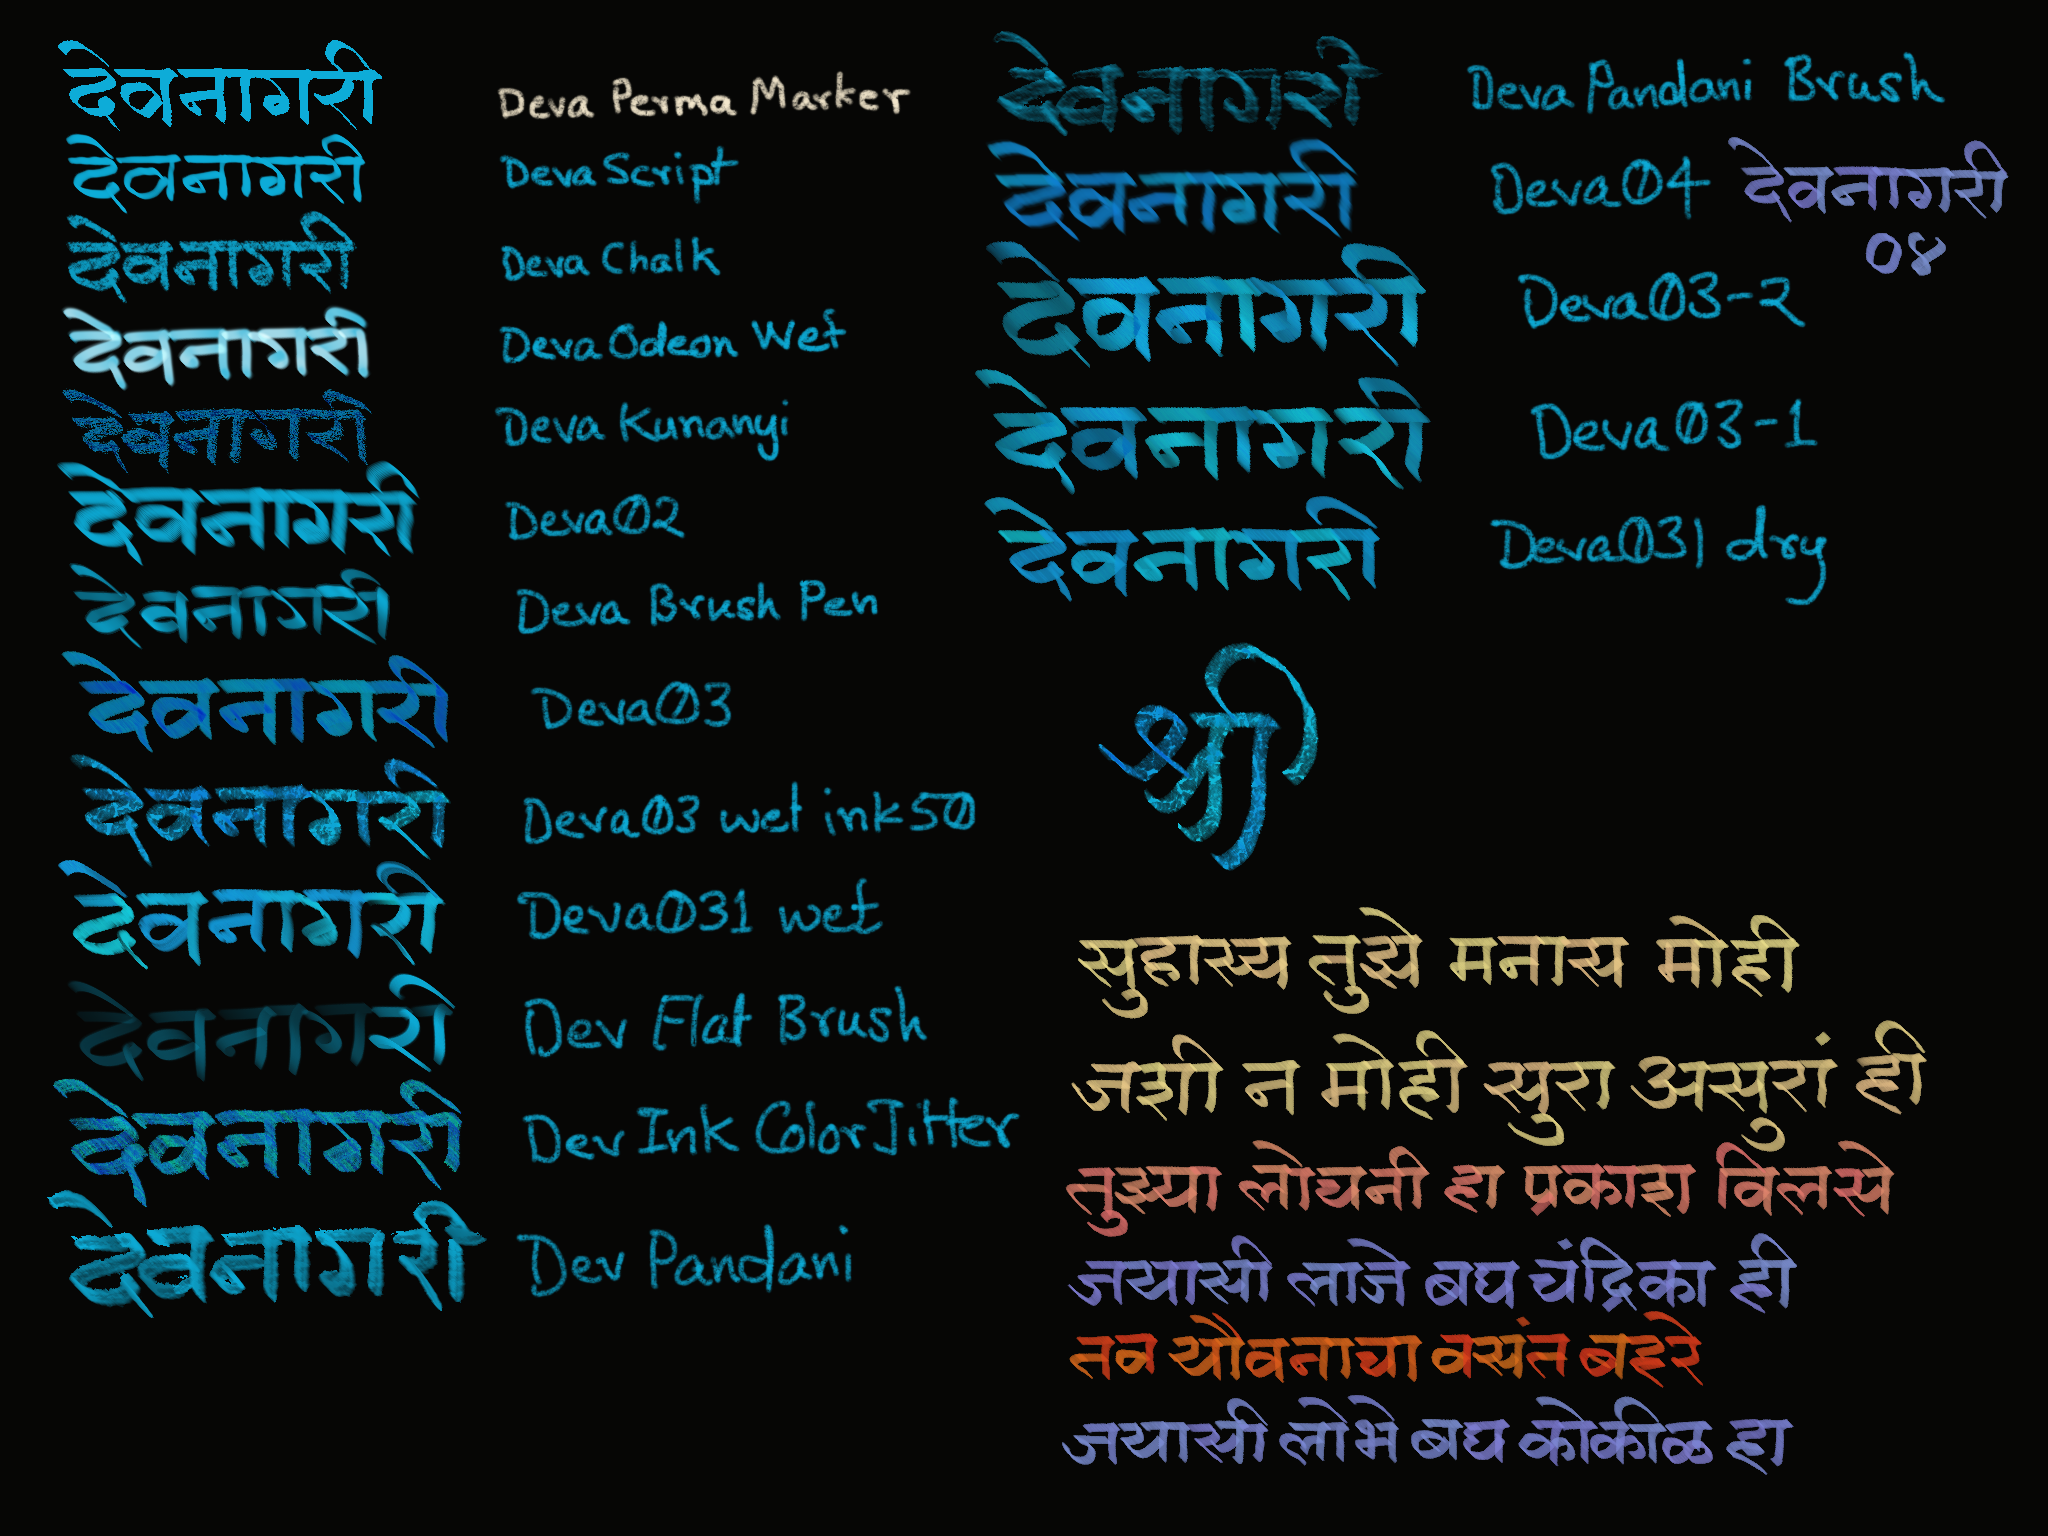 देवनागरी Deva Perma Marker
देवनागरी Deva Script
देवनागरी Deva Chalk
देवनागरी Deva Odeon Wet
देवनागरी Deva Kunanyi
देवनागरी Deva02
देवनागरी Deva Brush Pen
देवनागरी Deva03
देवनागरी Deva03 wet ink50
देवनागरी Deva031 wet
देवनागरी Dev Flat Brush
देवनागरी Dev Ink ColorJitter
देवनागरी Dev Pandani
देवनागरी Deva Pandani Brush
देवनागरी Deva04 देवनागरी
०४
देवनागरी Deva03-2
देवनागरी Deva03-1
देवनागरी Deva031 dry
श्री
सुहास्य तुझे मनास मोही
जशी न मोही सुरा असुरां ही
तुझ्या लोचनी हा प्रकाश विलसे
जयासी लाजे बघ चंद्रिका ही
नव यौवनाचा वसंत बहरे
जयासी लोभे बघ कोकीळ हा